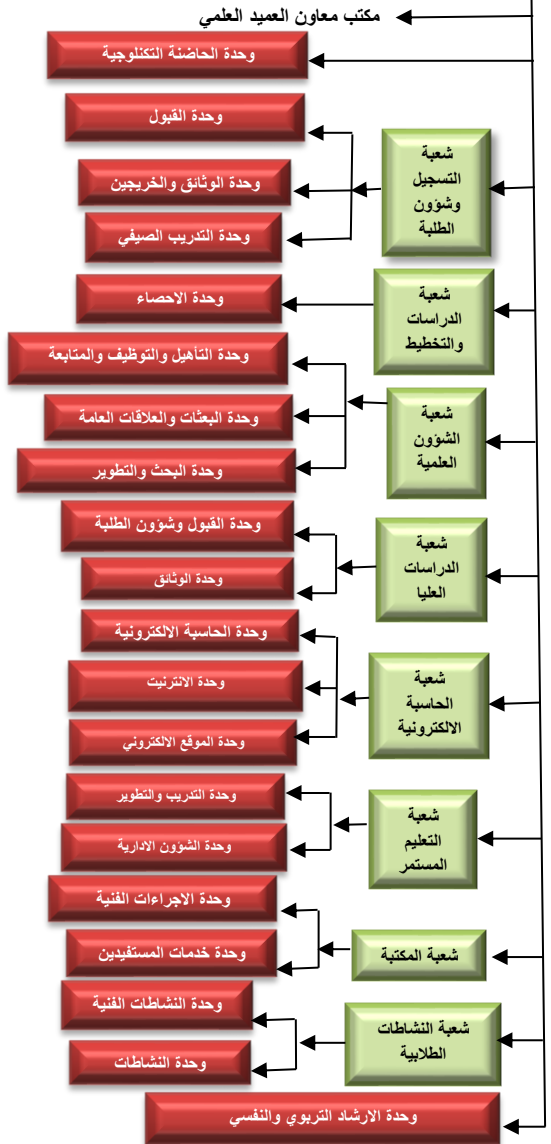 مكتب معاون العميد العلمي
وحدة الحاضنة التكنلوجية
شعبة
التسجيل
وشؤون
الطلبة
وحدة القبول
وحدة الوثائق والخريجين
وحدة التدريب الصيفي
شعبة
الدراسات
والتخطيط
وحدة الاحصاء
شعبة
الشؤون
العلمية
وحدة التأهيل والتوظيف والمتابعة
وحدة البعثات والعلاقات العامة
وحدة البحث والتطوير
شعبة
الدراسات
العليا
وحدة القبول وشؤون الطلبة
وحدة الوثائق
شعبة
الحاسبة
الالكترونية
وحدة الحاسبة الالكترونية
وحدة الانترنيت
وحدة الموقع الالكتروني
شعبة
التعليم
المستمر
وحدة التدريب والتطوير
وحدة الشؤون الادارية
شعبة المكتبة
وحدة الاجراءات الفنية
وحدة خدمات المستفيدين
شعبة النشاطات
الطلابية
وحدة النشاطات الفنية
وحدة النشاطات
وحدة الارشاد التربوي والنفسي